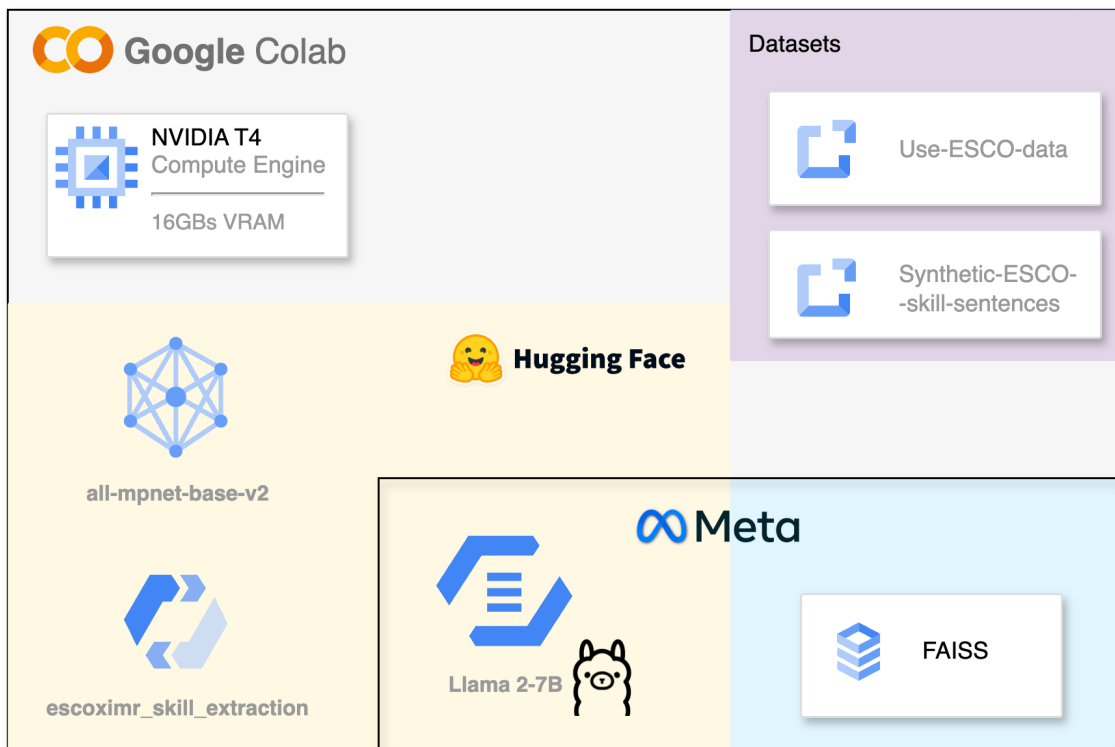 Google Colab
NVIDIA T4
Compute Engine
16GBs VRAM
Datasets
Use-ESCO-data
Synthetic-ESCO-
-skill-sentences
Hugging Face
all-mpnet-base-v2
escoximr_skill_extraction
Meta
Llama 2-7B
FAISS